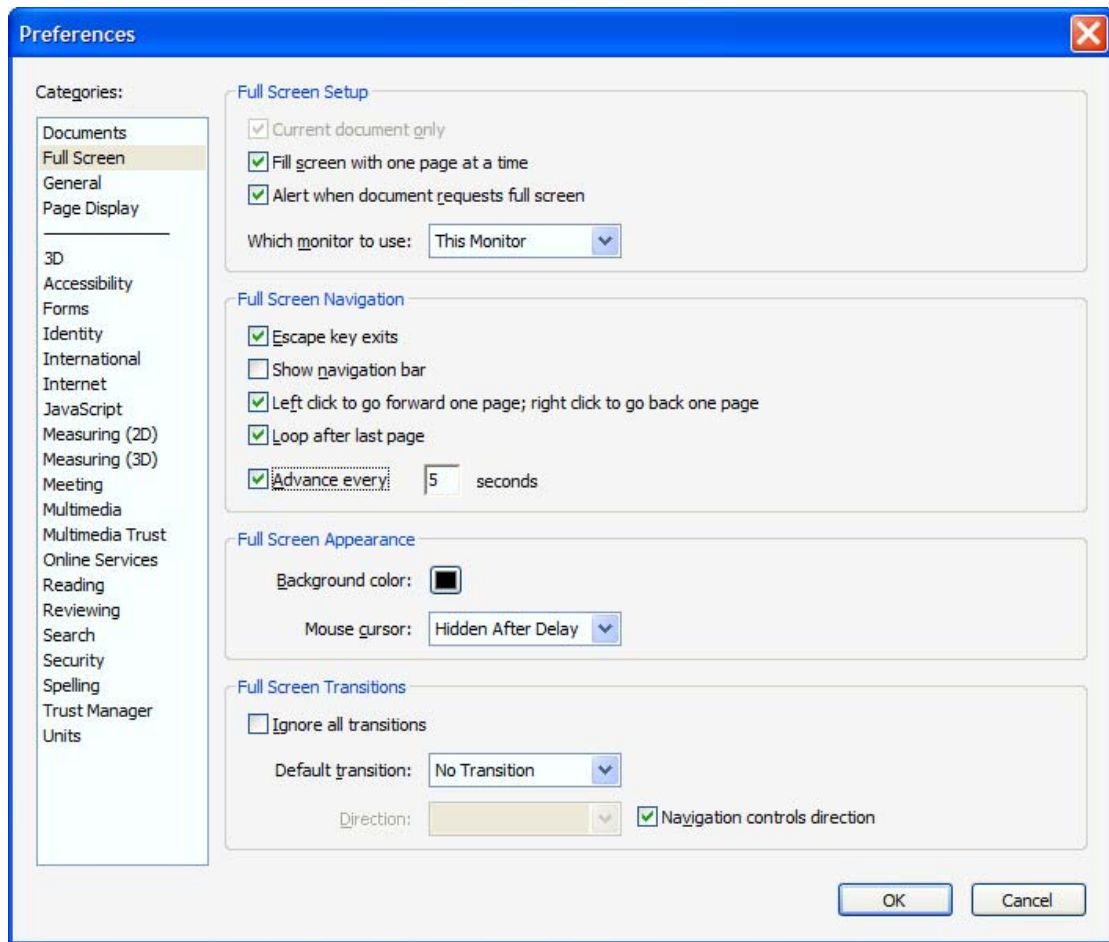 Preferences
Categories:
Documents
Full Screen
General
Page Display
3D
Accessibility
Forms
Identity
International
Internet
JavaScript
Measuring (2D)
Measuring (3D)
Meeting
Multimedia
Multimedia Trust
Online Services
Reading
Reviewing
Search
Security
Spelling
Trust Manager
Units
Full Screen Setup
Current document only
Fill screen with one page at a time
Alert when document requests full screen
Which monitor to use: This Monitor
Full Screen Navigation
Escape key exits
Show navigation bar
Left click to go forward one page; right click to go back one page
Loop after last page
Advance every 5 seconds
Full Screen Appearance
Background color:
Mouse cursor: Hidden After Delay
Full Screen Transitions
Ignore all transitions
Default transition: No Transition
Direction: Navigation controls direction
OK Cancel